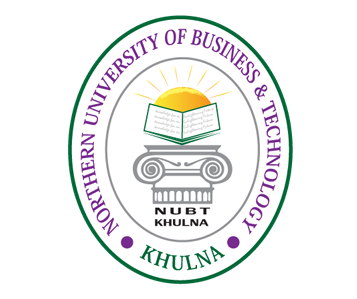 NORTHERN UNIVERSITY OF BUSINESS & TECHNOLOGY
NUBT
KHULNA
KHULNA